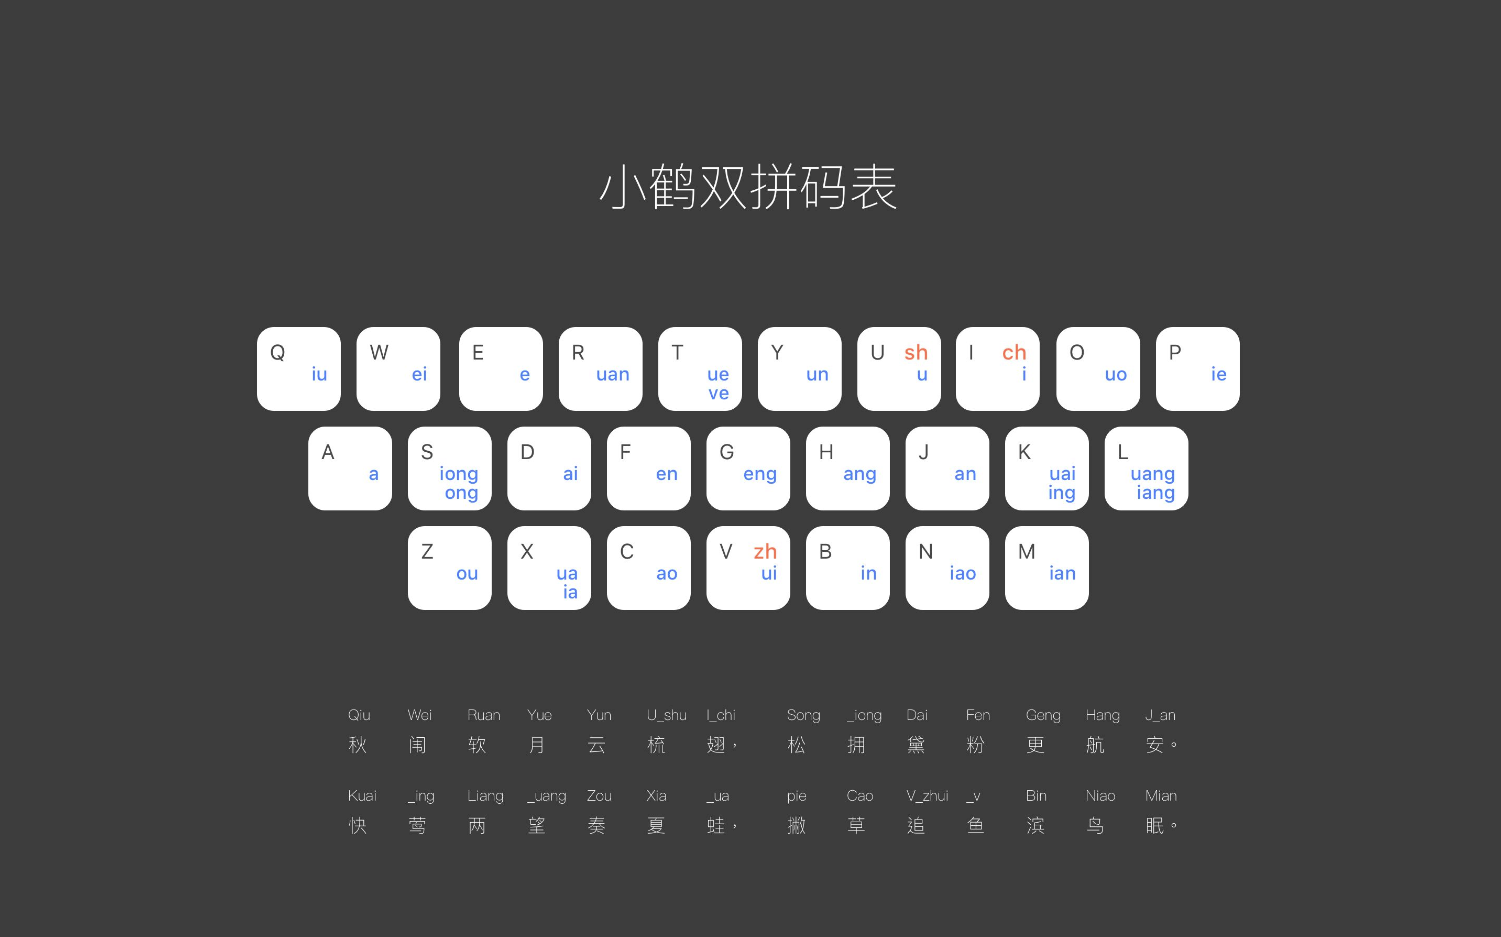 小鹤双拼码表
Q W E R T Y U sh I ch O P
iu ei e uan ue un u i uo ie
ve
A S D F G H J K L
a iong ai en eng ang an uai uang
ong ing iang
Z X C V zh B N M
ou ua ao ui in iao ian
ia
Qiu Wei Ruan Yue Yun U_shu I_chi Song _iong Dai Fen Geng Hang J_an
秋 闱 软 月 云 梳 翅， 松 拥 黛 粉 更 航 安。
Kuai _ing Liang _uang Zou Xia _ua pie Cao V_zhui _v Bin Niao Mian
快 莺 两 望 奏 夏 蛙， 撇 草 追 鱼 滨 鸟 眠。